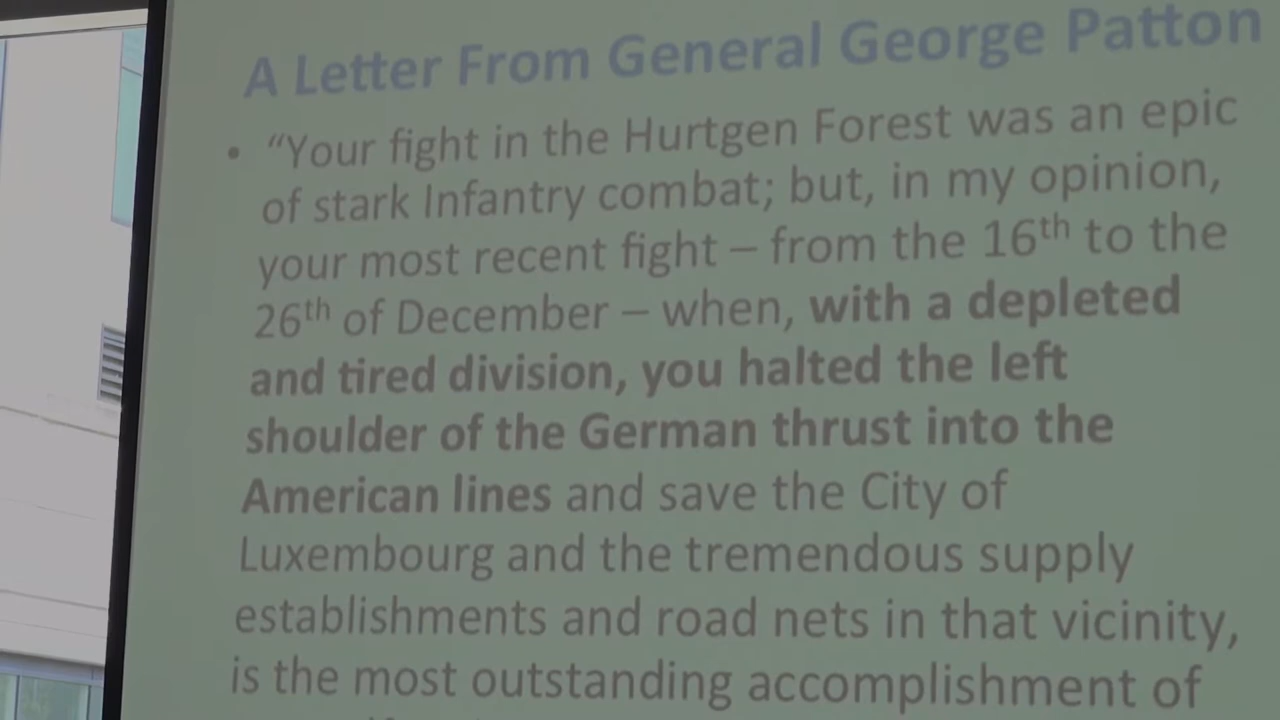 A Letter From General George Patton
• “Your fight in the Hurtgen Forest was an epic
of stark Infantry combat; but, in my opinion,
your most recent fight – from the 16th to the
26th of December – when, with a depleted
and tired division, you halted the left
shoulder of the German thrust into the
American lines and save the City of
Luxembourg and the tremendous supply
establishments and road nets in that vicinity,
is the most outstanding accomplishment of